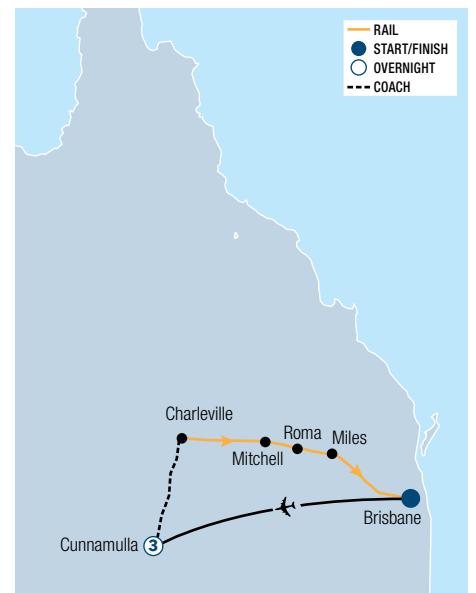 RAIL
START/FINISH
OVERNIGHT
COACH
Charleville
Roma
Miles
Mitchell
Brisbane
Cunnamulla 3